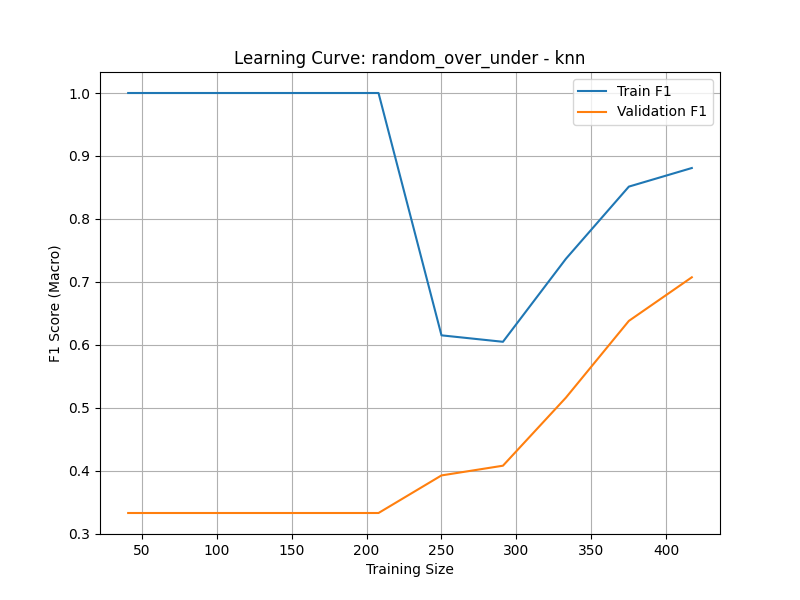 Learning Curve: random_over_under - knn
Train F1
Validation F1
F1 Score (Macro)
1.0
0.9
0.8
0.7
0.6
0.5
0.4
0.3
50 100 150 200 250 300 350 400
Training Size